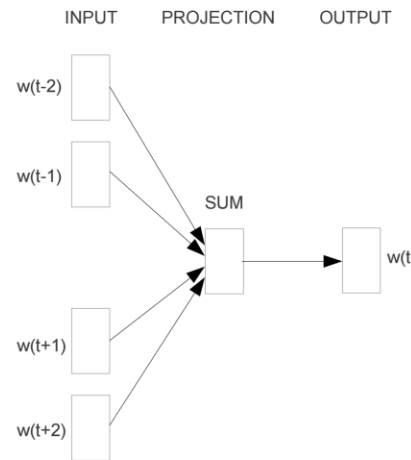 INPUT PROJECTION OUTPUT
w(t-2)
w(t-1)
SUM
w(t
w(t+1)
w(t+2)